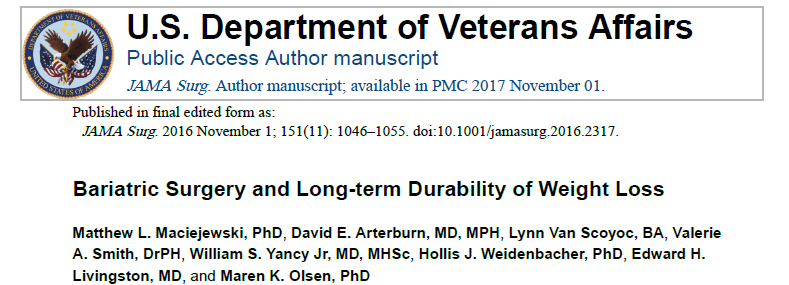 DEPARTMENT OF VETERANS AFFAIRS
UNITED STATES OF AMERICA
U.S. Department of Veterans Affairs
Public Access Author manuscript
JAMA Surg. Author manuscript; available in PMC 2017 November 01.
Published in final edited form as:
JAMA Surg. 2016 November 1; 151(11): 1046–1055. doi:10.1001/jamasurg.2016.2317.
Bariatric Surgery and Long-term Durability of Weight Loss
Matthew L. Maciejewski, PhD, David E. Arterburn, MD, MPH, Lynn Van Scoyoc, BA, Valerie
A. Smith, DrPH, William S. Yancy Jr, MD, MHSc, Hollis J. Weidenbacher, PhD, Edward H.
Livingston, MD, and Maren K. Olsen, PhD